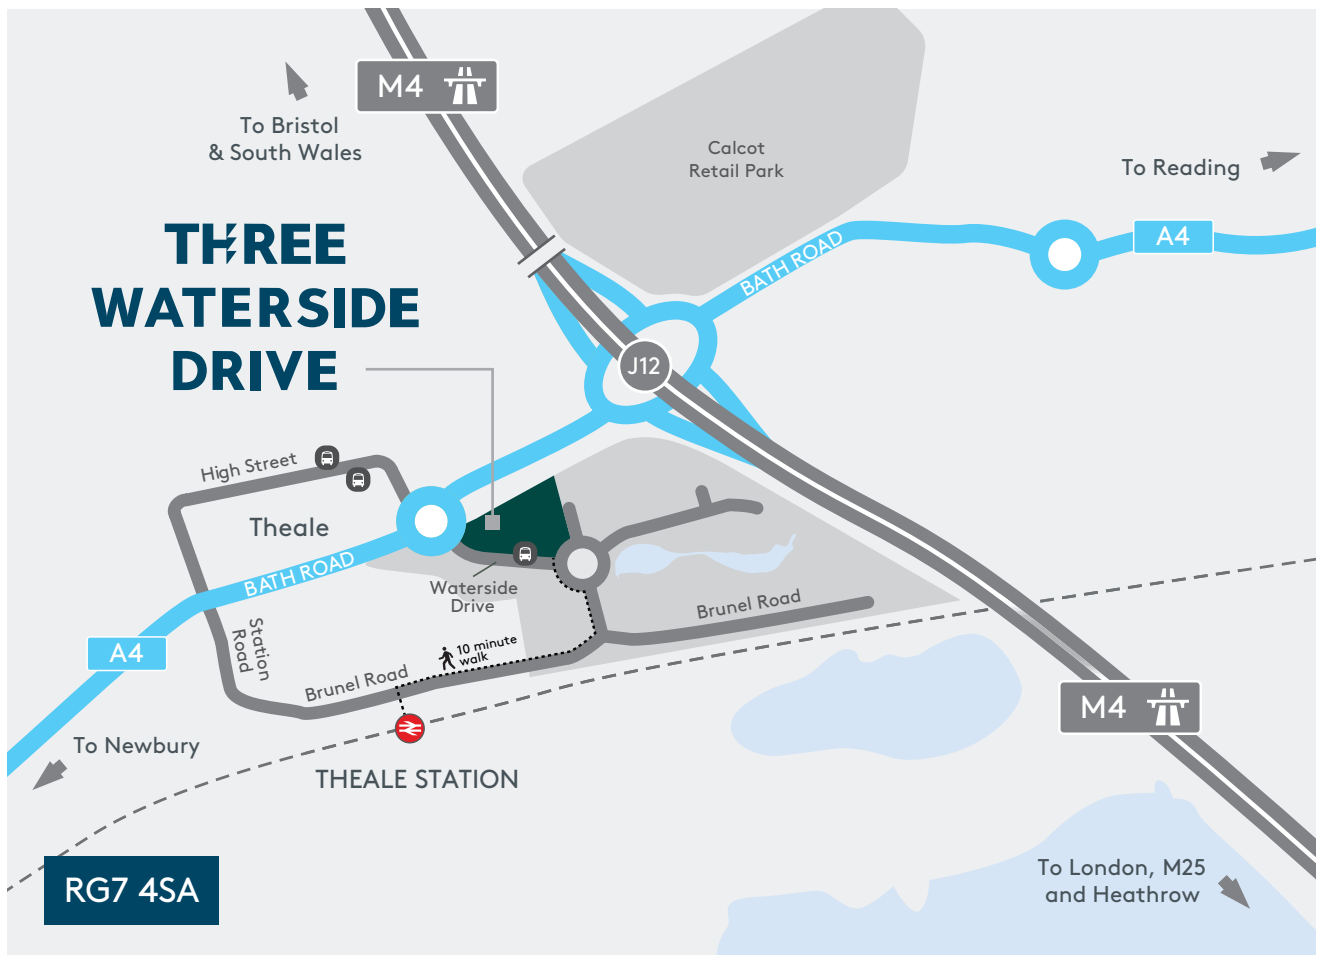 M4
To Bristol
& South Wales
Calcot
Retail Park
To Reading
A4
BATH ROAD
THREE
WATERSIDE
DRIVE
J12
High Street
Theale
BATH ROAD
Waterside
Drive
Brunel Road
Station
Road
10 minute
walk
A4
Brunel Road
M4
To Newbury
THEALE STATION
RG7 4SA
To London, M25
and Heathrow